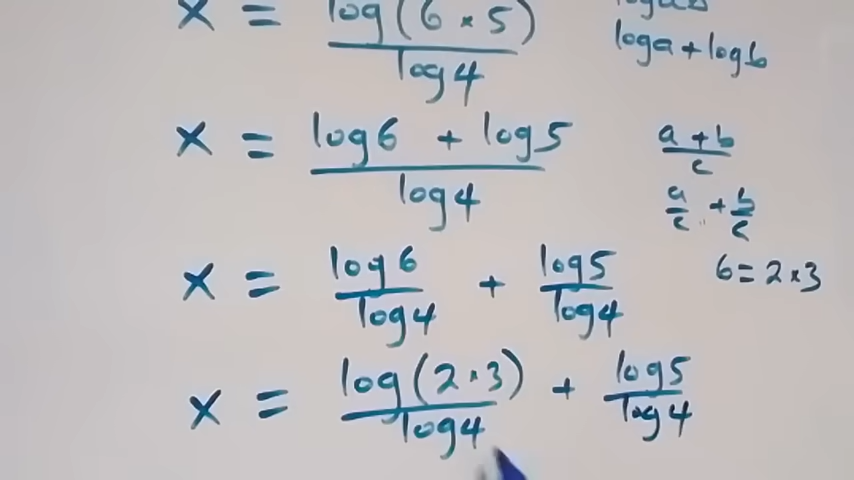 x = log(6 × 5) / log4
logab
loga + logb
x = log6 + log5 / log4
a + b / c
a/c + b/c
x = log6/log4 + log5/log4
6 = 2 × 3
x = log(2 · 3)/log4 + log5/log4